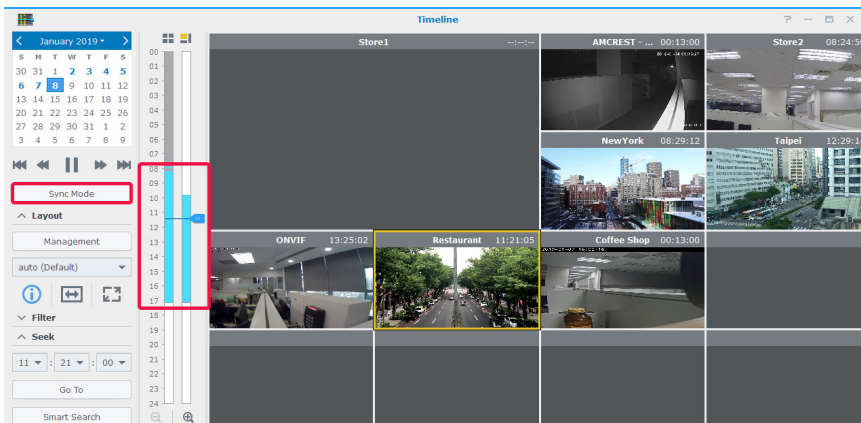 Timeline
January 2019
S M T W T F S
30 31 1 2 3 4 5
6 7 8 9 10 11 12
13 14 15 16 17 18 19
20 21 22 23 24 25 26
27 28 29 30 31 1 2
3 4 5 6 7 8 9
Sync Mode
Layout
Management
auto (Default)
Filter
Seek
11 : 21 : 00
Go To
Smart Search
00
01
02
03
04
05
06
07
08
09
10
11
12
13
14
15
16
17
18
19
20
21
22
23
24
Store1 --:--:--
AMCREST - ... 00:13:00
Store2 08:24:5
NewYork 08:29:12
Taipei 12:29:1
ONVIF 13:25:02
Restaurant 11:21:05
Coffee Shop 00:13:00